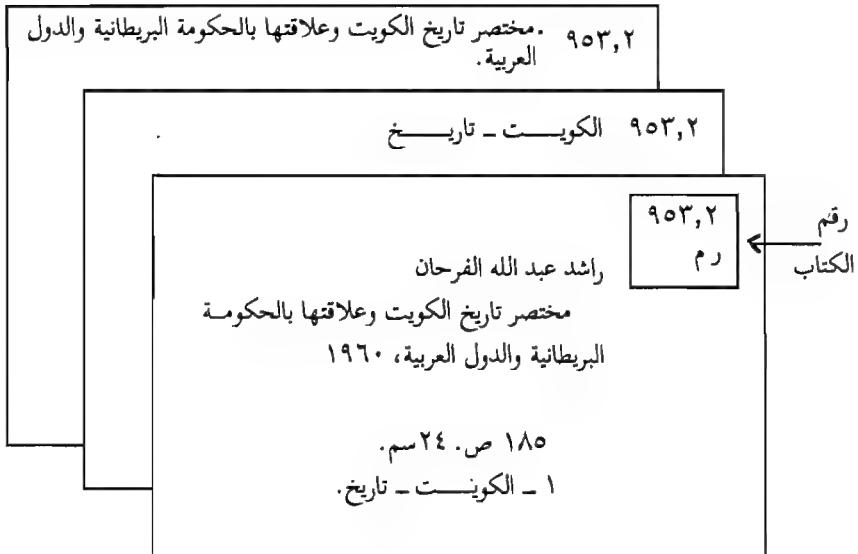 ٩٥٣,٢ .مختصر تاريخ الكويت وعلاقتها بالحكومة البريطانية والدول
العربية.
٩٥٣,٢ الكويـــت ـ تاريـــخ
٩٥٣,٢
ر م
رقم
الكتاب
راشد عبد الله الفرحان
مختصر تاريخ الكويت وعلاقتها بالحكومـة
البريطانية والدول العربية، ١٩٦٠
١٨٥ ص. ٢٤سم.
١ ـ الكويـــت ـ تاريخ.